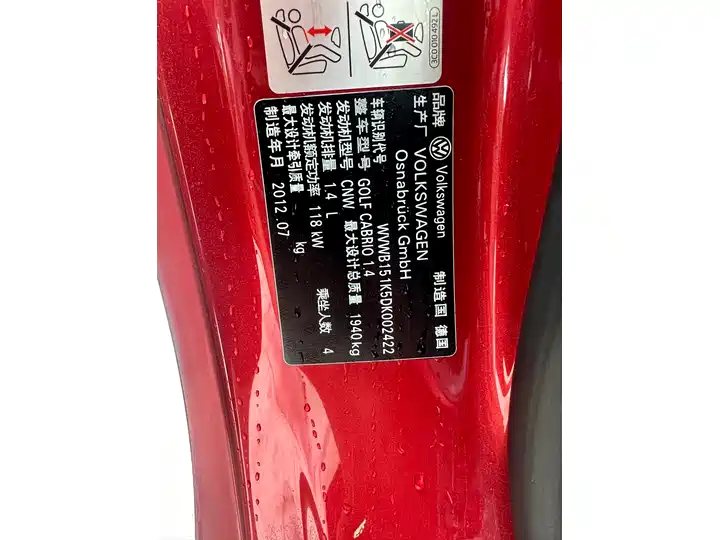 3C0 010 492 L
品牌 Volkswagen 制造国 德国
生产厂 VOLKSWAGEN
Osnabrück GmbH
车辆识别代号 WVWB151K5DK002422
整车型号 GOLF CABRIO 1.4
发动机型号 CNW 最大设计总质量 1940kg
发动机排量 1.4 L
发动机额定功率 118 kW 乘坐人数 4
最大设计牵引质量 kg
制造年月 2012.07